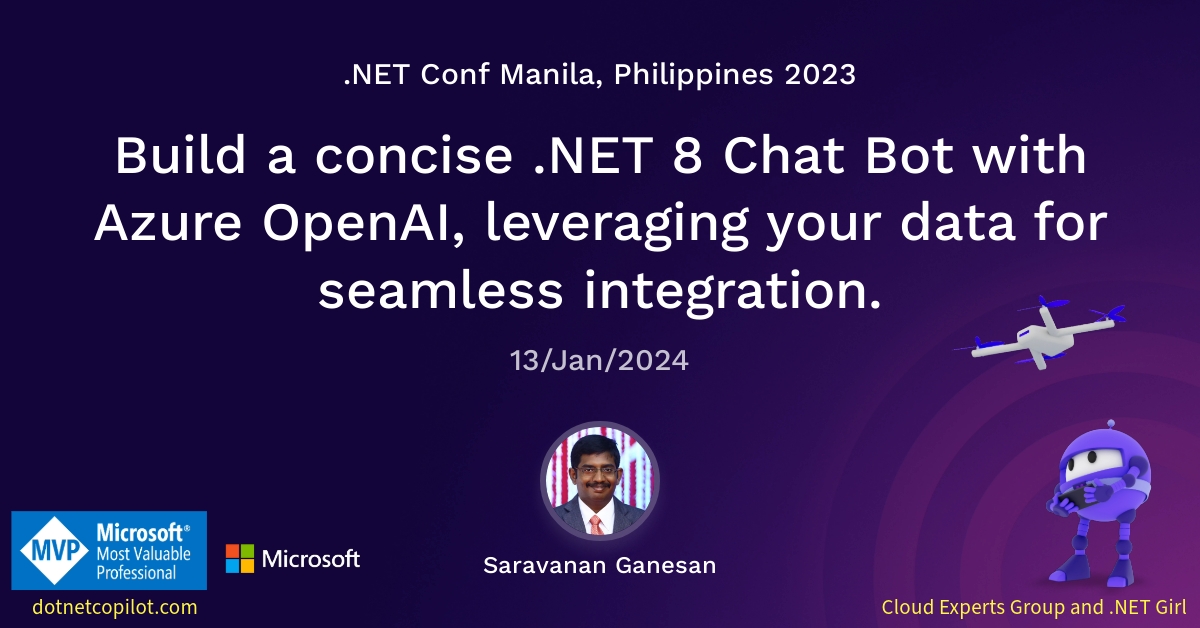 .NET Conf Manila, Philippines 2023
Build a concise .NET 8 Chat Bot with
Azure OpenAI, leveraging your data for
seamless integration.
13/Jan/2024
MVP
Microsoft®
Most Valuable
Professional
Microsoft
Saravanan Ganesan
dotnetcopilot.com
Cloud Experts Group and .NET Girl